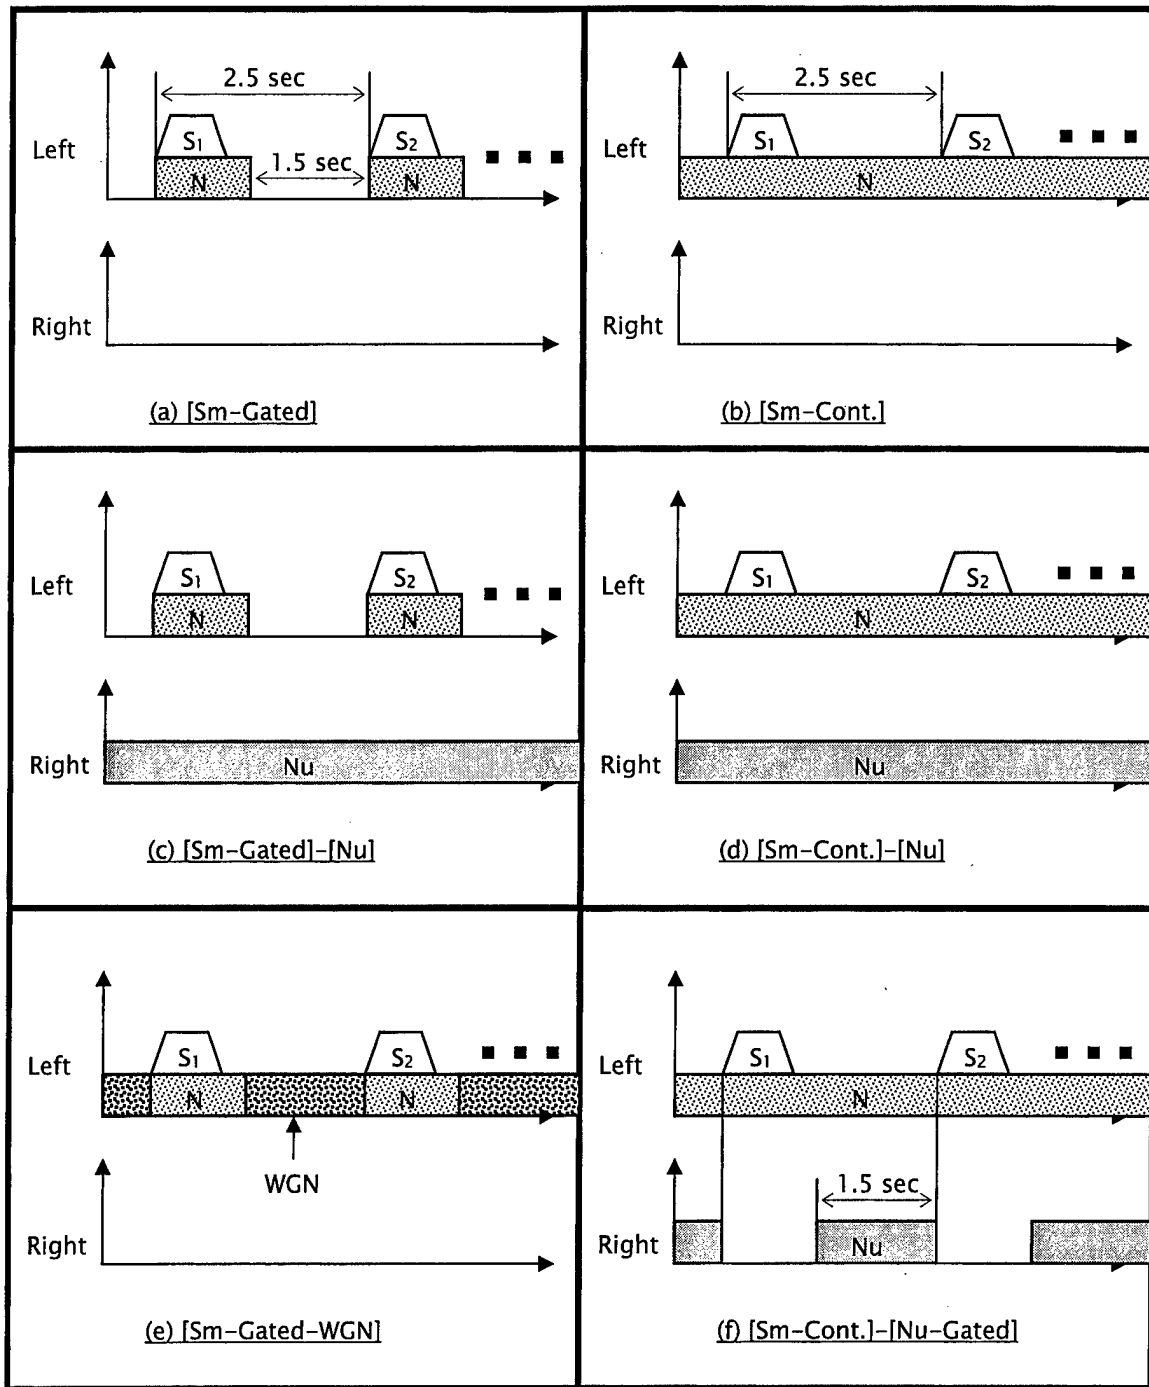 2.5 sec
Left
S1
S2
1.5 sec
N
N
Right
(a) [Sm-Gated]
2.5 sec
Left
S1
S2
N
Right
(b) [Sm-Cont.]
Left
S1
S2
N
N
Right
Nu
(c) [Sm-Gated]-[Nu]
Left
S1
S2
N
Right
Nu
(d) [Sm-Cont.]-[Nu]
Left
S1
S2
N
N
WGN
Right
(e) [Sm-Gated-WGN]
Left
S1
S2
N
1.5 sec
Right
Nu
(f) [Sm-Cont.]-[Nu-Gated]